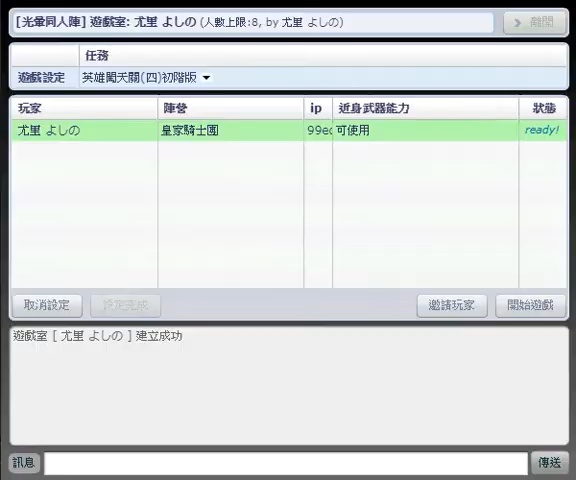 [光暈同人陣] 遊戲室: 尤里 よしの (人數上限:8, by 尤里 よしの)
離開
任務
遊戲設定 英雄闖天關(四)初階版
玩家 陣營 ip 近身武器能力 狀態
尤里 よしの 皇家騎士團 99ec 可使用 ready!
取消設定 設定完成 邀請玩家 開始遊戲
遊戲室 [ 尤里 よしの ] 建立成功
訊息 傳送